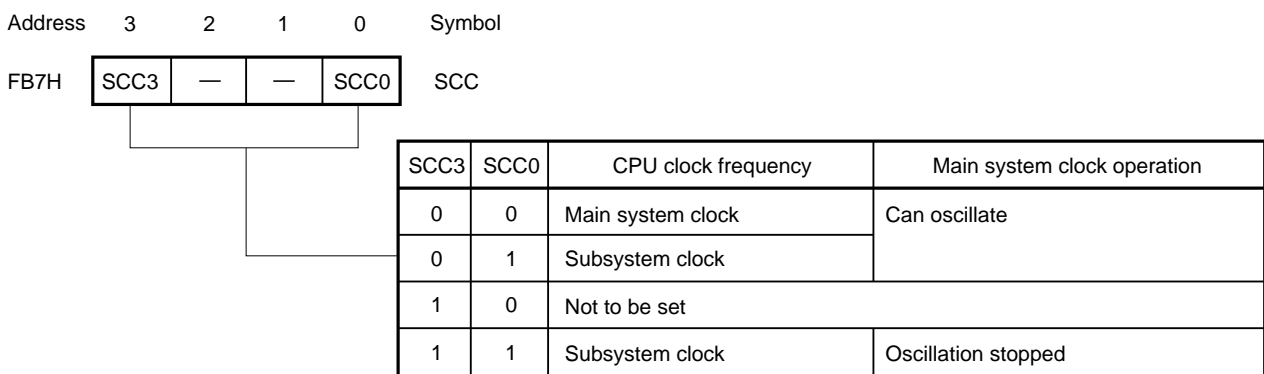 Address 3 2 1 0 Symbol
FB7H SCC3 — — SCC0 SCC
SCC3 SCC0 CPU clock frequency Main system clock operation
0 0 Main system clock Can oscillate
0 1 Subsystem clock
1 0 Not to be set
1 1 Subsystem clock Oscillation stopped